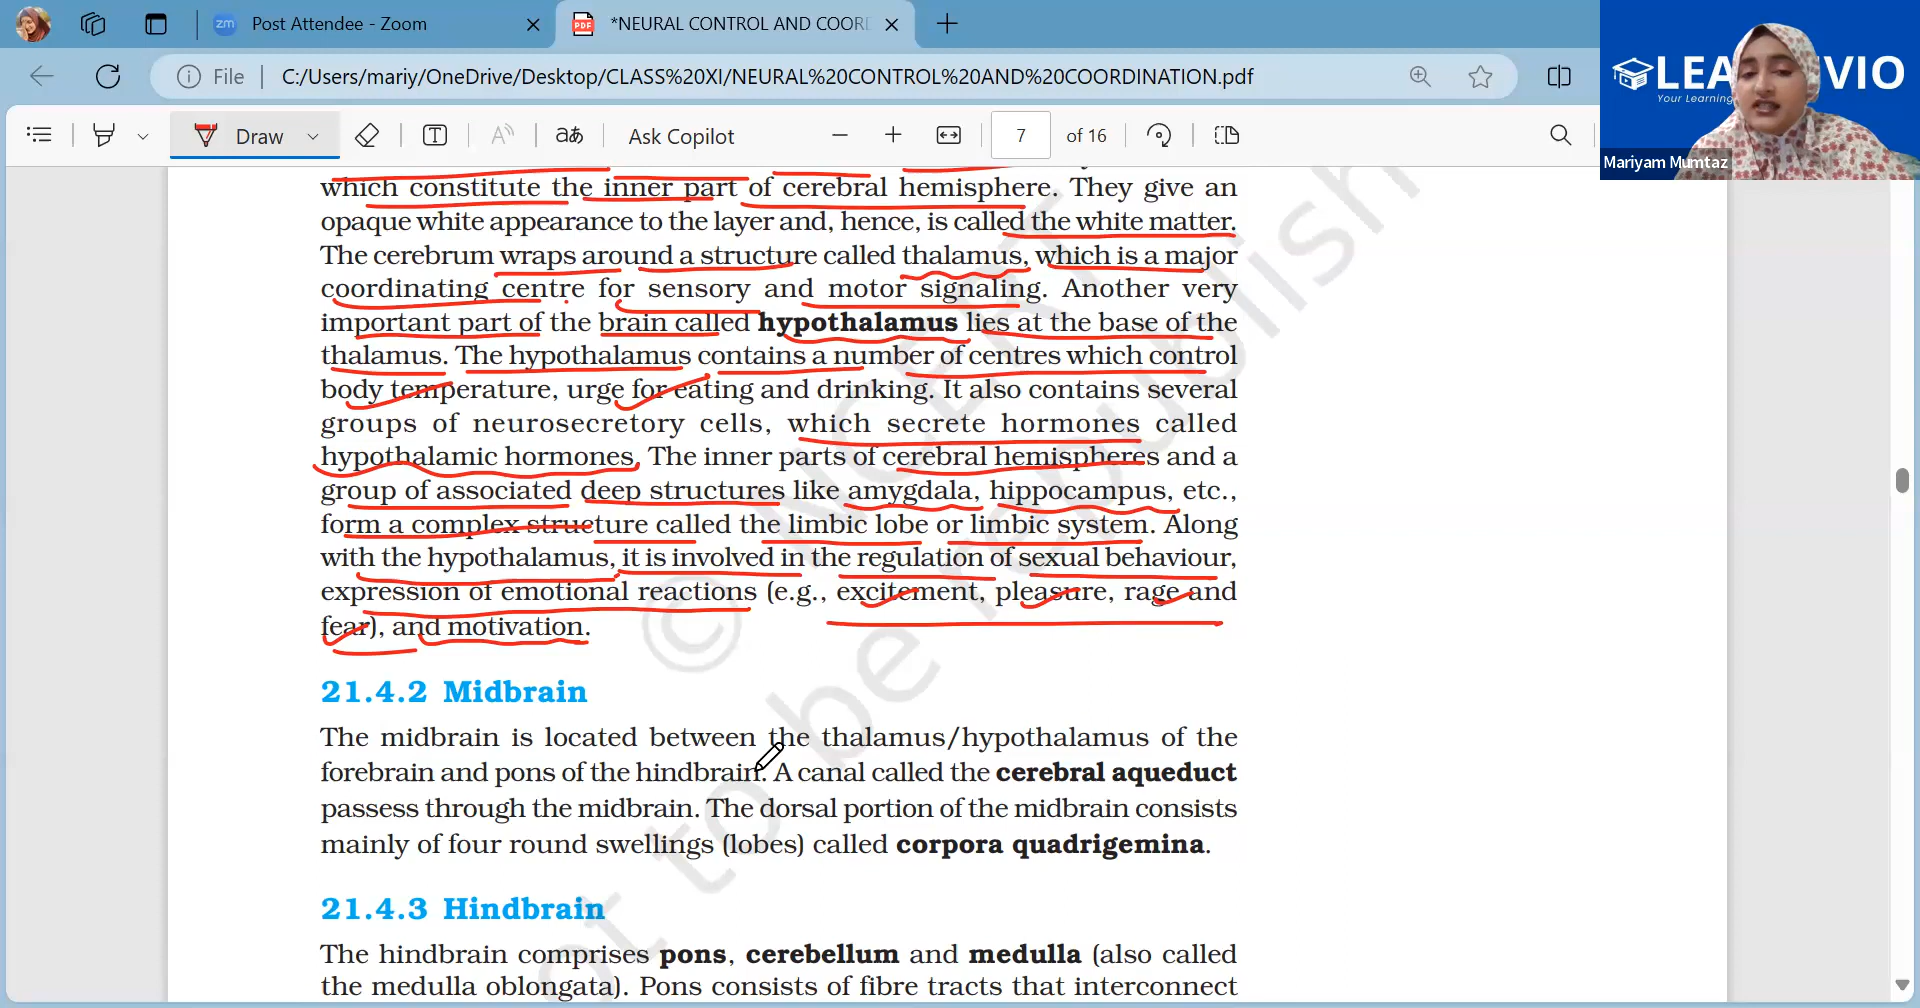 Post Attendee - Zoom
*NEURAL CONTROL AND COORD
File
C:/Users/mariy/OneDrive/Desktop/CLASS%20XI/NEURAL%20CONTROL%20AND%20COORDINATION.pdf
Draw
Ask Copilot
7 of 16
LEA VIO
Your Learning
Mariyam Mumtaz
which constitute the inner part of cerebral hemisphere. They give an
opaque white appearance to the layer and, hence, is called the white matter.
The cerebrum wraps around a structure called thalamus, which is a major
coordinating centre for sensory and motor signaling. Another very
important part of the brain called hypothalamus lies at the base of the
thalamus. The hypothalamus contains a number of centres which control
body temperature, urge for eating and drinking. It also contains several
groups of neurosecretory cells, which secrete hormones called
hypothalamic hormones. The inner parts of cerebral hemispheres and a
group of associated deep structures like amygdala, hippocampus, etc.,
form a complex structure called the limbic lobe or limbic system. Along
with the hypothalamus, it is involved in the regulation of sexual behaviour,
expression of emotional reactions (e.g., excitement, pleasure, rage and
fear), and motivation.
21.4.2 Midbrain
The midbrain is located between the thalamus/hypothalamus of the
forebrain and pons of the hindbrain. A canal called the cerebral aqueduct
passess through the midbrain. The dorsal portion of the midbrain consists
mainly of four round swellings (lobes) called corpora quadrigemina.
21.4.3 Hindbrain
The hindbrain comprises pons, cerebellum and medulla (also called
the medulla oblongata). Pons consists of fibre tracts that interconnect
© NCERT
not to be republish